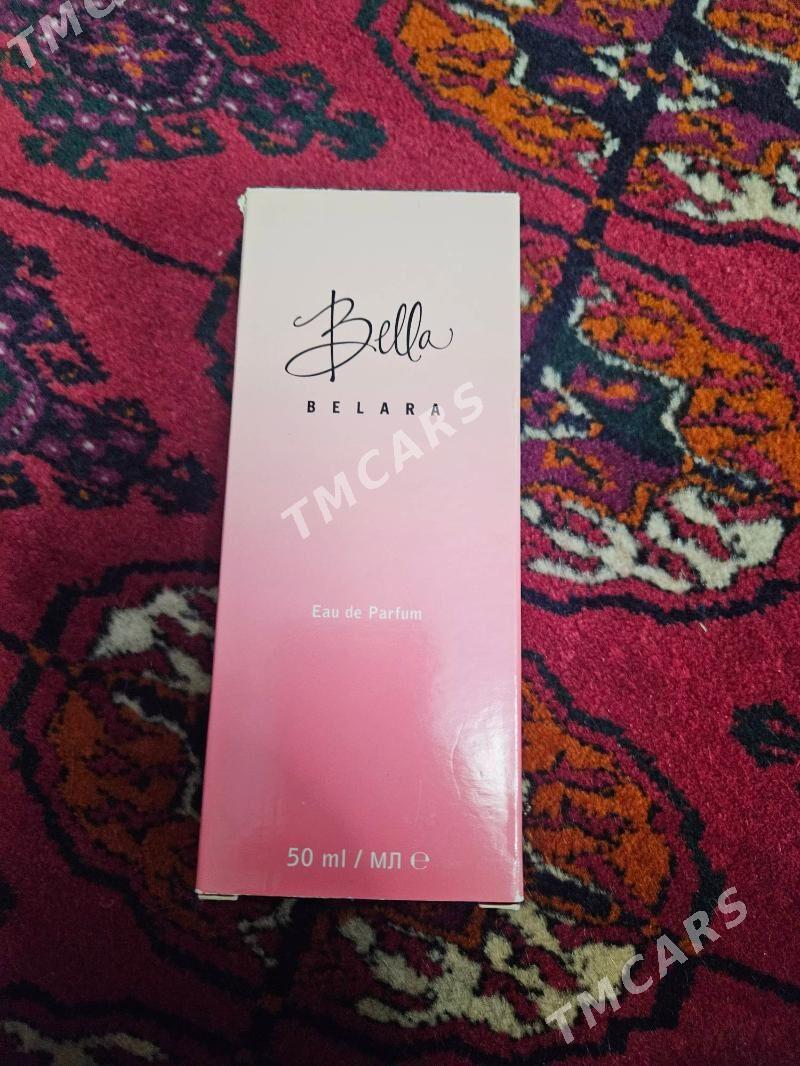 TMCARS
Bella
BELARA
TMCARS
Eau de Parfum
50 ml / МЛ ℮
TMCARS